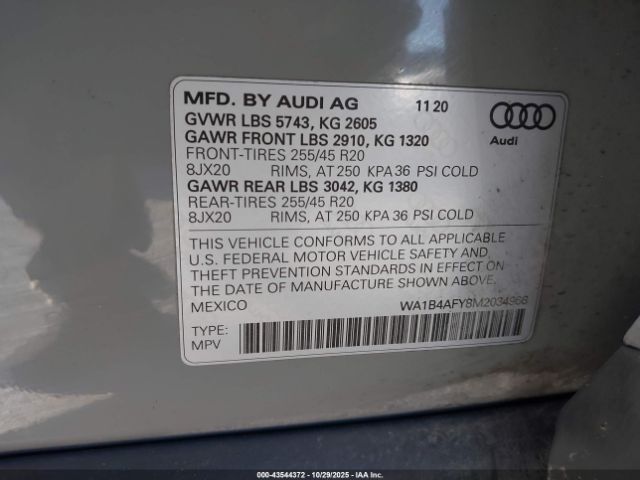 MFD. BY AUDI AG 11 20
GVWR LBS 5743, KG 2605
GAWR FRONT LBS 2910, KG 1320
FRONT-TIRES 255/45 R20
8JX20 RIMS, AT 250 KPA 36 PSI COLD
GAWR REAR LBS 3042, KG 1380
REAR-TIRES 255/45 R20
8JX20 RIMS, AT 250 KPA 36 PSI COLD
Audi
THIS VEHICLE CONFORMS TO ALL APPLICABLE
U.S. FEDERAL MOTOR VEHICLE SAFETY AND
THEFT PREVENTION STANDARDS IN EFFECT ON
THE DATE OF MANUFACTURE SHOWN ABOVE.
MEXICO WA1B4AFY8M2034966
TYPE:
MPV
000-43544372 - 10/29/2025 - IAAI.COM